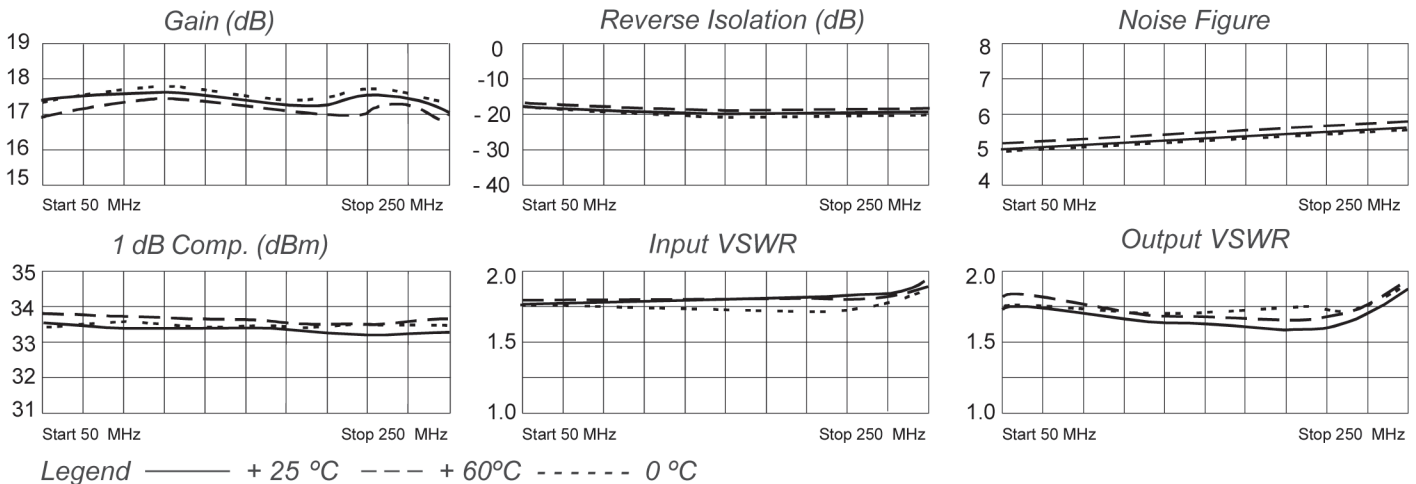 Gain (dB)
19
18
17
16
15
Start 50 MHz Stop 250 MHz
Reverse Isolation (dB)
0
-10
- 20
- 30
- 40
Start 50 MHz Stop 250 MHz
Noise Figure
8
7
6
5
4
Start 50 MHz Stop 250 MHz
1 dB Comp. (dBm)
35
34
33
32
31
Start 50 MHz Stop 250 MHz
Input VSWR
2.0
1.5
1.0
Start 50 MHz Stop 250 MHz
Output VSWR
2.0
1.5
1.0
Start 50 MHz Stop 250 MHz
Legend + 25 ºC + 60ºC 0 ºC